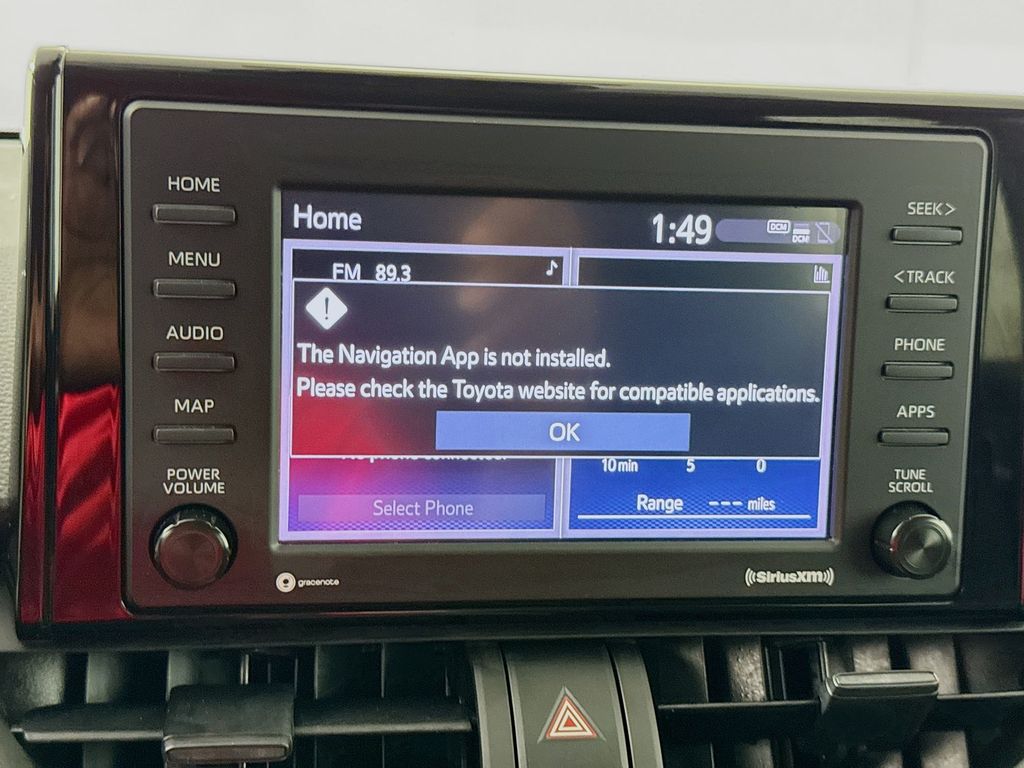 HOME
MENU
AUDIO
MAP
POWER
VOLUME
Home
1:49
DCM
DCM
FM 89.3
The Navigation App is not installed.
Please check the Toyota website for compatible applications.
OK
10 min 5 0
Select Phone
Range --- miles
gracenote
SiriusXM
SEEK >
< TRACK
PHONE
APPS
TUNE
SCROLL